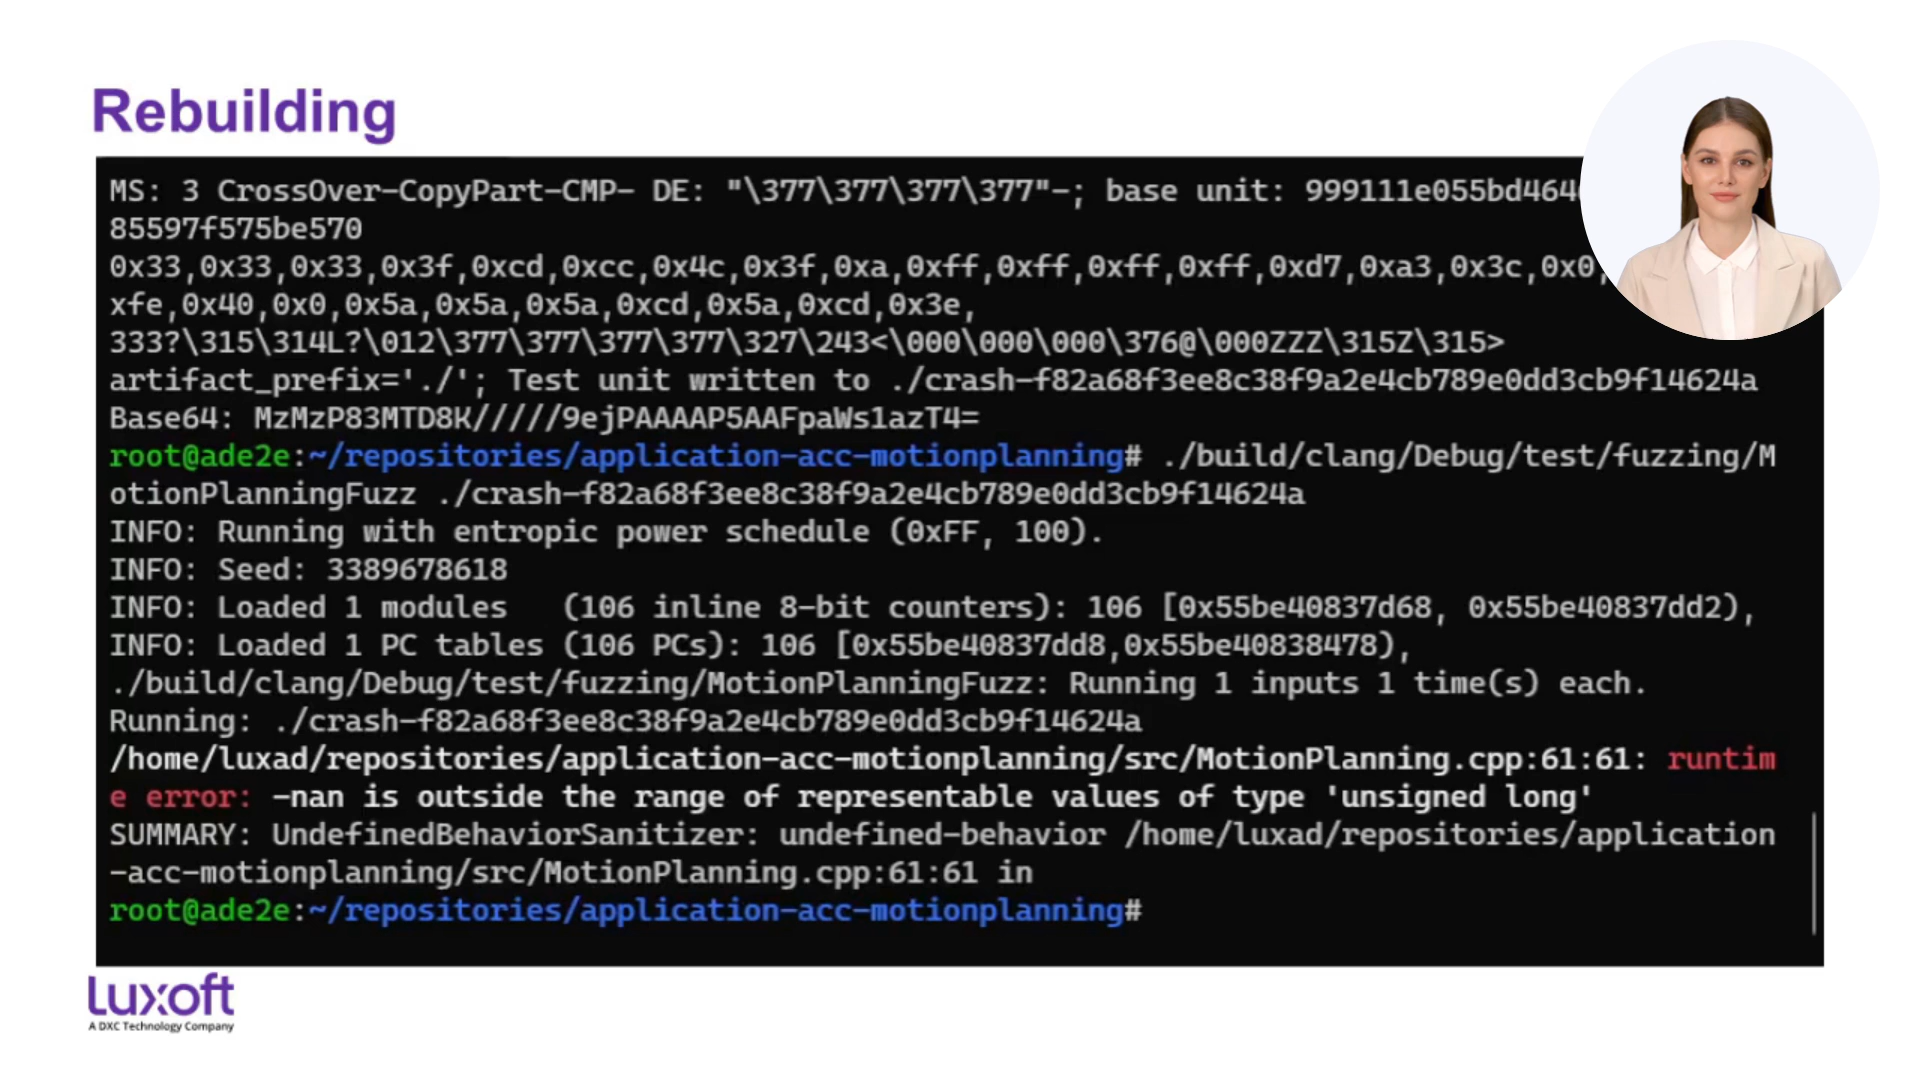 Rebuilding
MS: 3 CrossOver-CopyPart-CMP- DE: "\377\377\377\377"-; base unit: 999111e055bd464
85597f575be570
0x33,0x33,0x33,0x3f,0xcd,0xcc,0x4c,0x3f,0xa,0xff,0xff,0xff,0xff,0xd7,0xa3,0x3c,0x0,
xfe,0x40,0x0,0x5a,0x5a,0x5a,0xcd,0x5a,0xcd,0x3e,
333?\315\314L?\012\377\377\377\377\327\243<\000\000\000\376@\000ZZZ\315Z\315>
artifact_prefix='./'; Test unit written to ./crash-f82a68f3ee8c38f9a2e4cb789e0dd3cb9f14624a
Base64: MzMzP83MTD8K/////9ejPAAAAP5AAFpaWs1azT4=
root@ade2e:~/repositories/application-acc-motionplanning# ./build/clang/Debug/test/fuzzing/M
otionPlanningFuzz ./crash-f82a68f3ee8c38f9a2e4cb789e0dd3cb9f14624a
INFO: Running with entropic power schedule (0xFF, 100).
INFO: Seed: 3389678618
INFO: Loaded 1 modules   (106 inline 8-bit counters): 106 [0x55be40837d68, 0x55be40837dd2),
INFO: Loaded 1 PC tables (106 PCs): 106 [0x55be40837dd8,0x55be40838478),
./build/clang/Debug/test/fuzzing/MotionPlanningFuzz: Running 1 inputs 1 time(s) each.
Running: ./crash-f82a68f3ee8c38f9a2e4cb789e0dd3cb9f14624a
/home/luxad/repositories/application-acc-motionplanning/src/MotionPlanning.cpp:61:61: runtim
e error: -nan is outside the range of representable values of type 'unsigned long'
SUMMARY: UndefinedBehaviorSanitizer: undefined-behavior /home/luxad/repositories/application
-acc-motionplanning/src/MotionPlanning.cpp:61:61 in
root@ade2e:~/repositories/application-acc-motionplanning#
luxoft
A DXC Technology Company